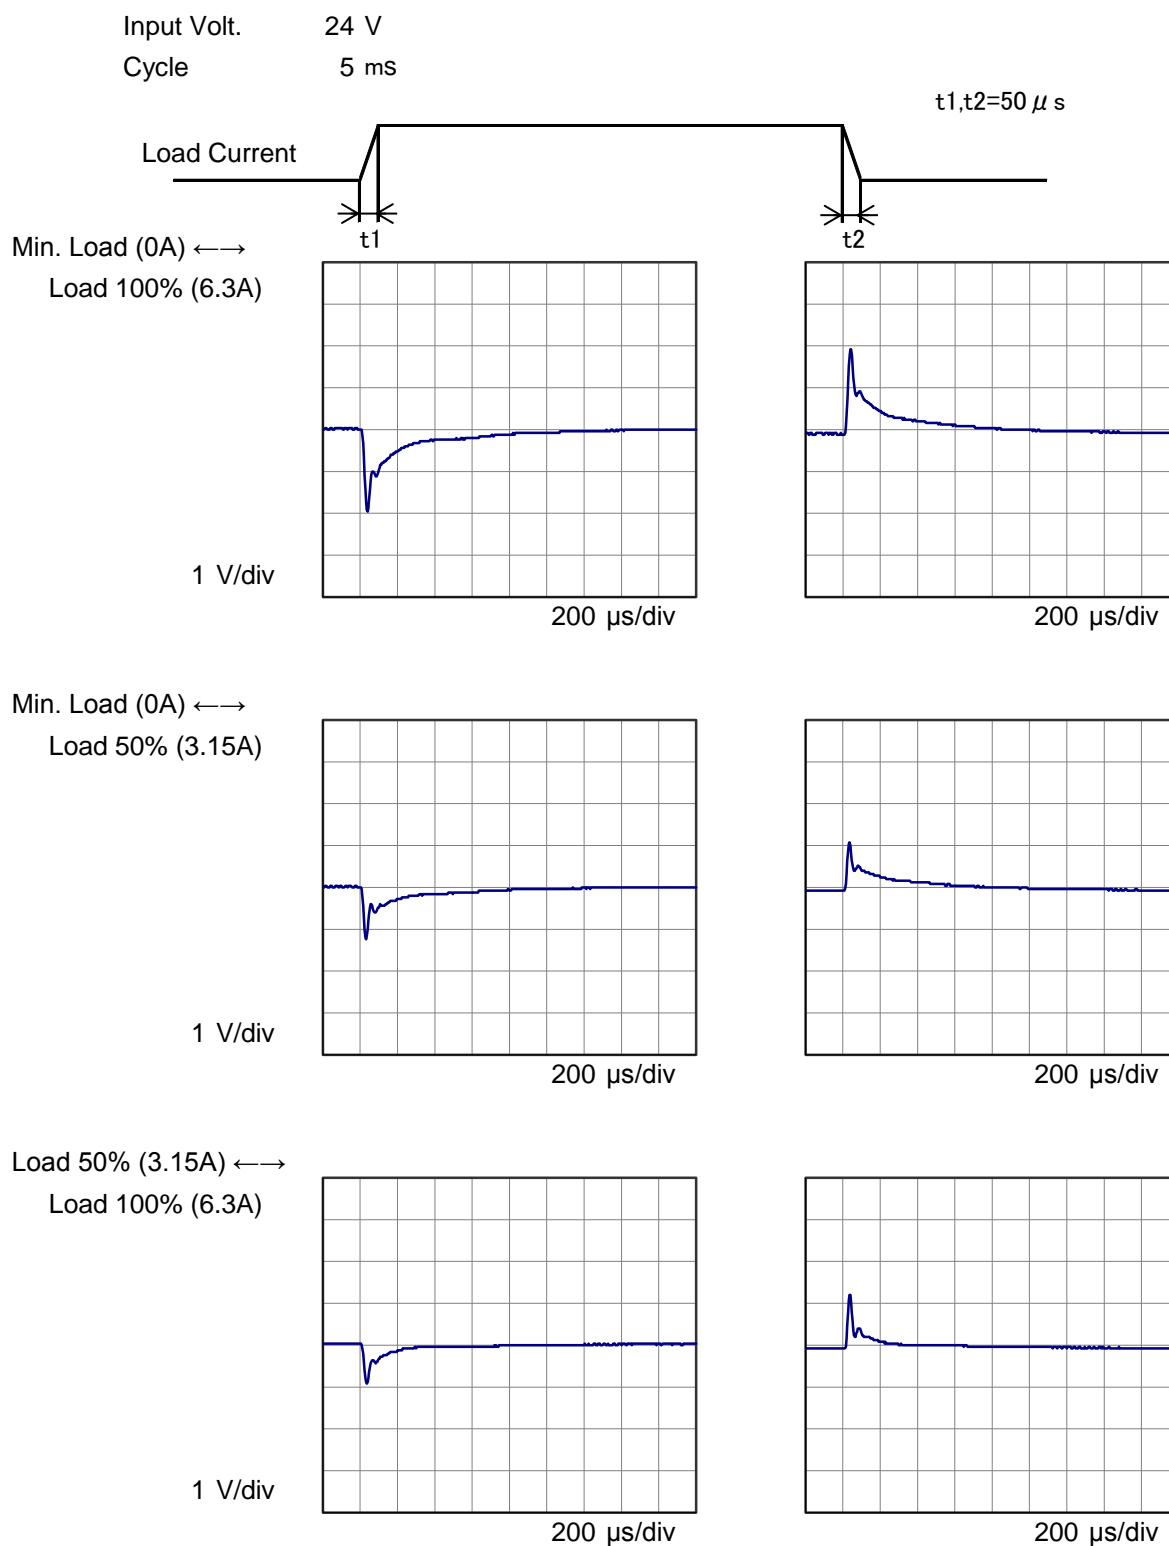 Input Volt. 24 V
Cycle 5 ms
t1,t2=50μs
Load Current
t1 t2
Min. Load (0A) ←→
Load 100% (6.3A)
1 V/div
200 µs/div 200 µs/div
Min. Load (0A) ←→
Load 50% (3.15A)
1 V/div
200 µs/div 200 µs/div
Load 50% (3.15A) ←→
Load 100% (6.3A)
1 V/div
200 µs/div 200 µs/div